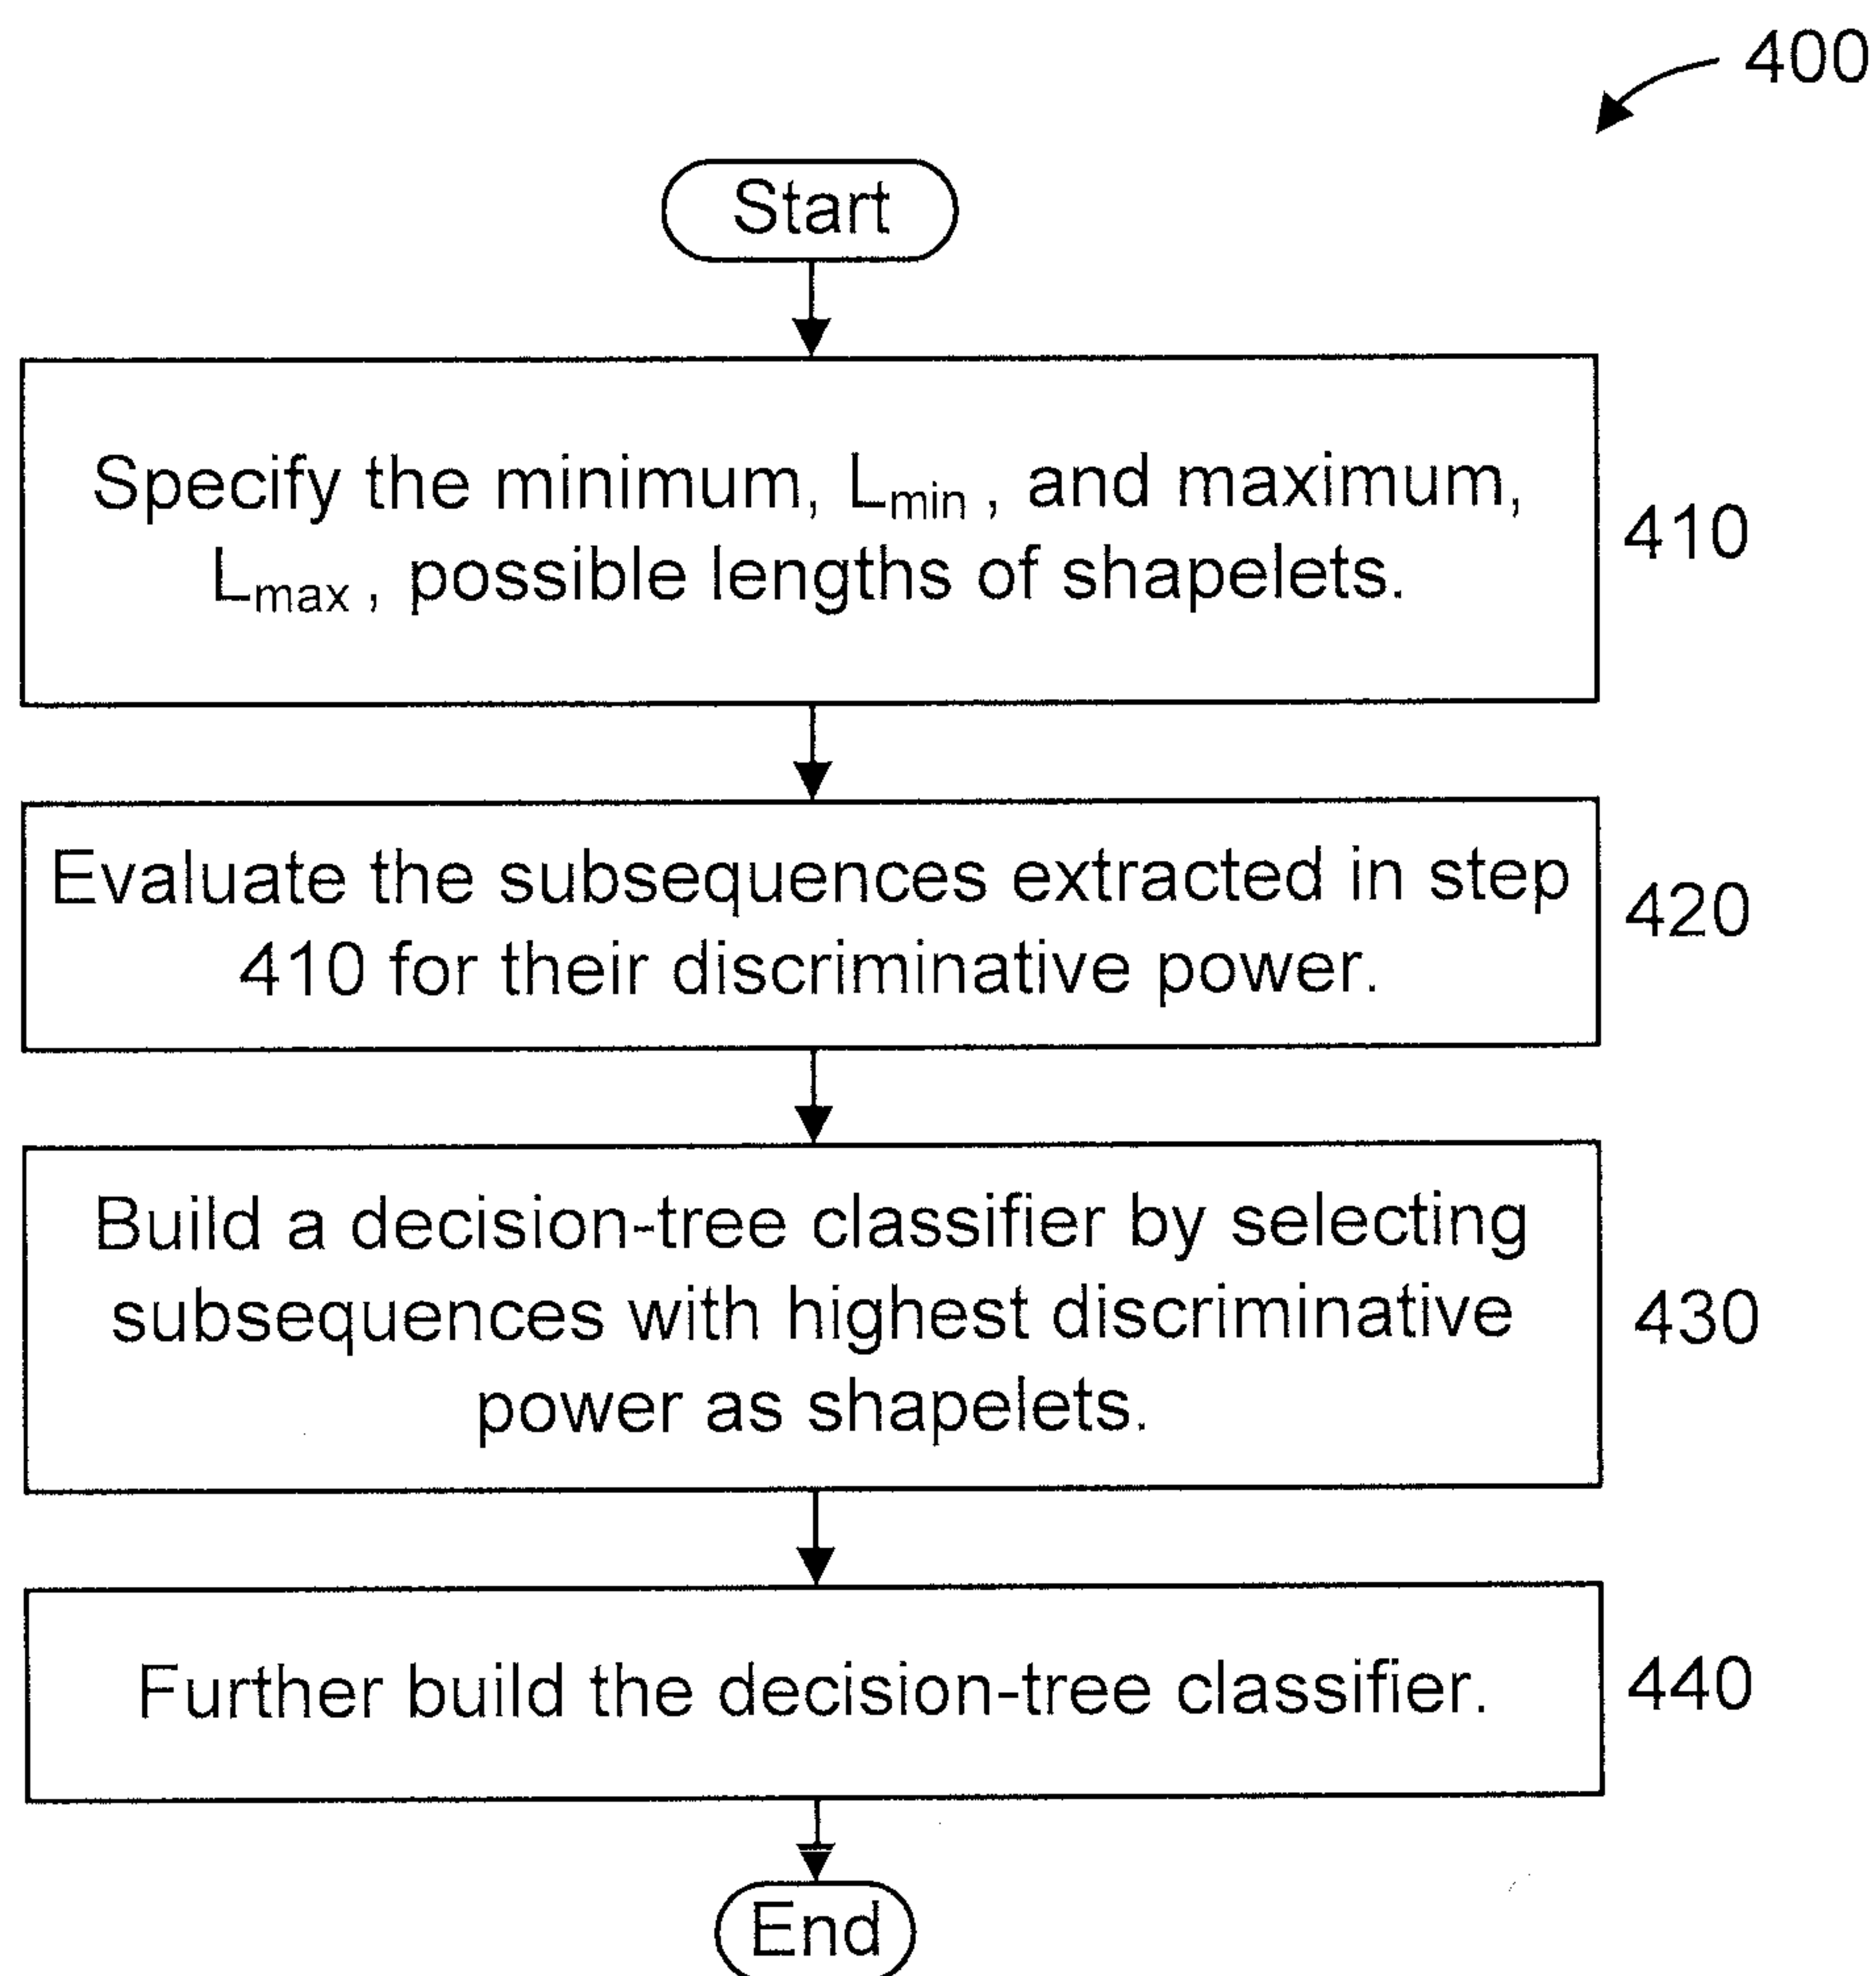 400
Start
Specify the minimum, Lmin , and maximum,
Lmax , possible lengths of shapelets.
410
Evaluate the subsequences extracted in step
410 for their discriminative power.
420
Build a decision-tree classifier by selecting
subsequences with highest discriminative
power as shapelets.
430
Further build the decision-tree classifier.
440
End